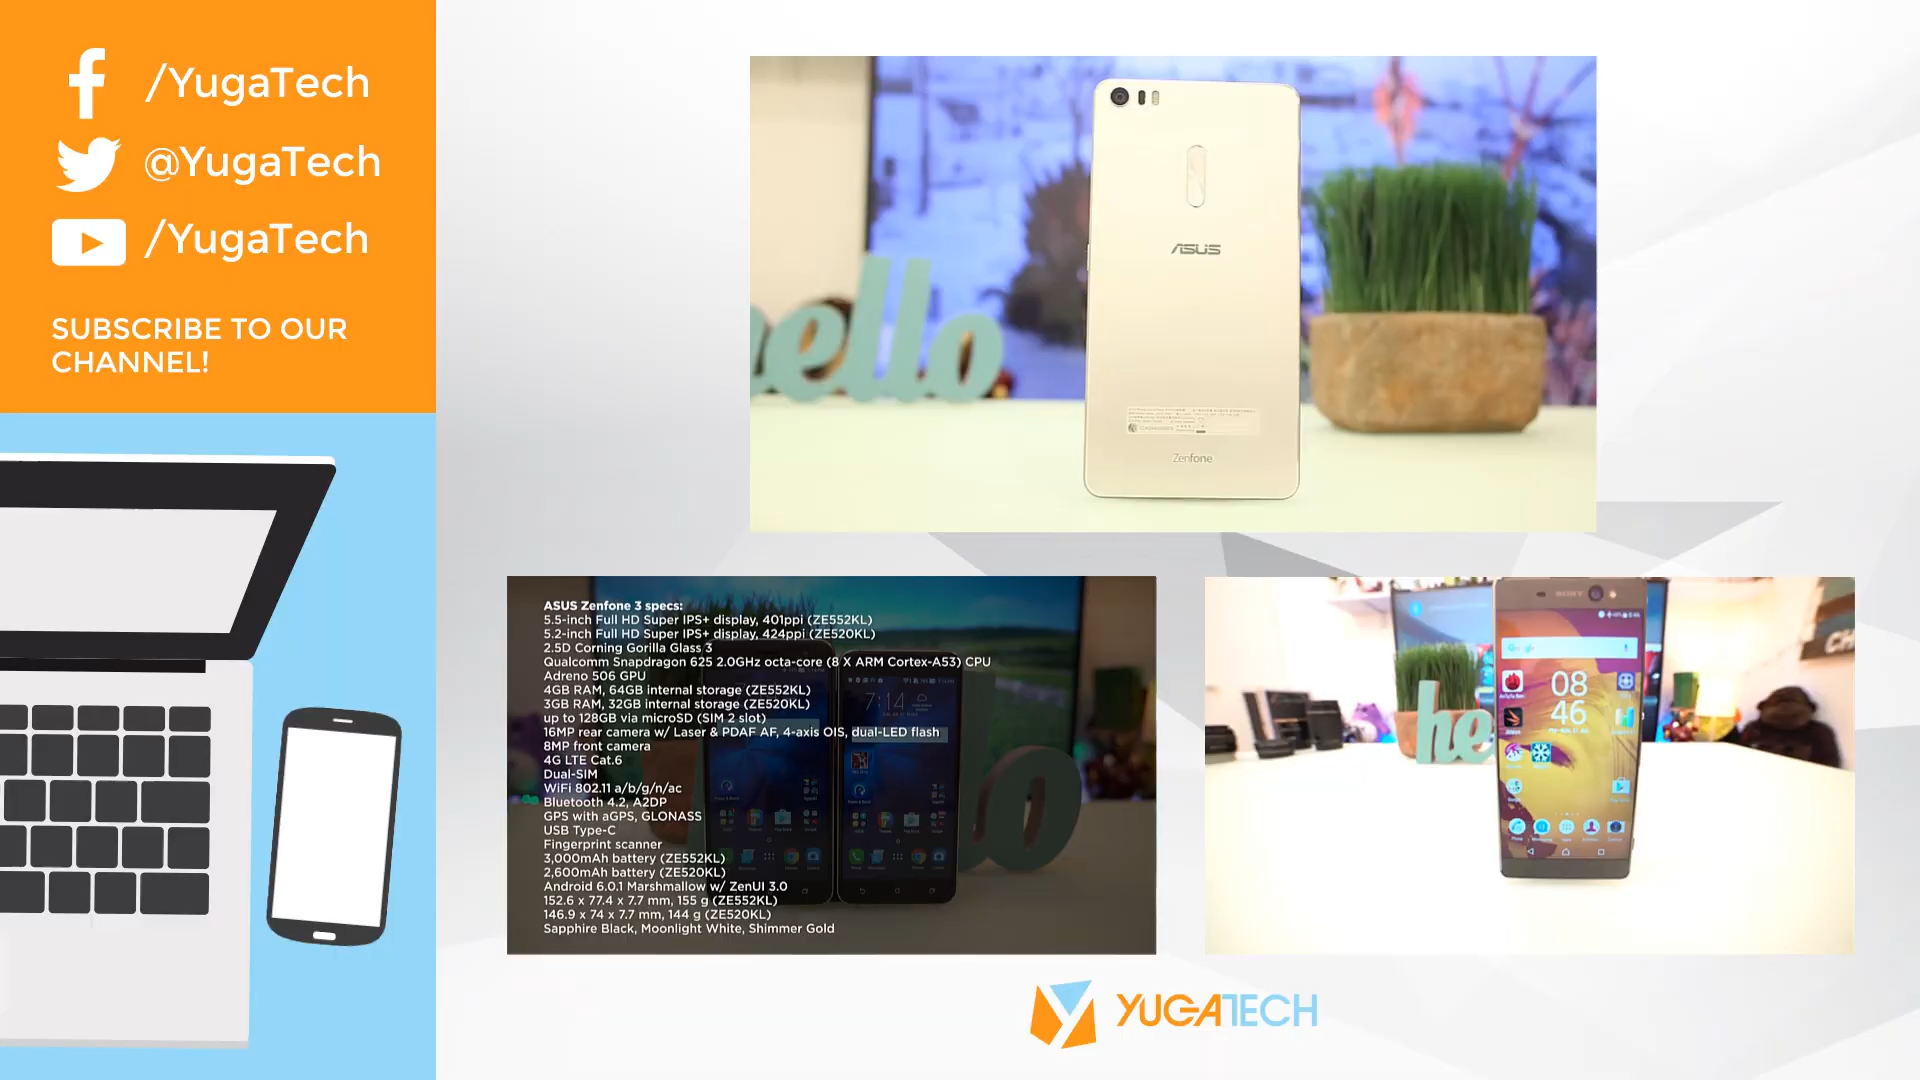 /YugaTech
@YugaTech
/YugaTech
SUBSCRIBE TO OUR
CHANNEL!
ASUS
Zenfone
hello
ASUS Zenfone 3 specs:
5.5-inch Full HD Super IPS+ display, 401ppi (ZE552KL)
5.2-inch Full HD Super IPS+ display, 424ppi (ZE520KL)
2.5D Corning Gorilla Glass 3
Qualcomm Snapdragon 625 2.0GHz octa-core (8 X ARM Cortex-A53) CPU
Adreno 506 GPU
4GB RAM, 64GB internal storage (ZE552KL)
3GB RAM, 32GB internal storage (ZE520KL)
up to 128GB via microSD (SIM 2 slot)
16MP rear camera w/ Laser & PDAF AF, 4-axis OIS, dual-LED flash
8MP front camera
4G LTE Cat.6
Dual-SIM
WiFi 802.11 a/b/g/n/ac
Bluetooth 4.2, A2DP
GPS with aGPS, GLONASS
USB Type-C
Fingerprint scanner
3,000mAh battery (ZE552KL)
2,600mAh battery (ZE520KL)
Android 6.0.1 Marshmallow w/ ZenUI 3.0
152.6 x 77.4 x 7.7 mm, 155 g (ZE552KL)
146.9 x 74 x 7.7 mm, 144 g (ZE520KL)
Sapphire Black, Moonlight White, Shimmer Gold
7:14
SONY
08
46
he
YUGATECH